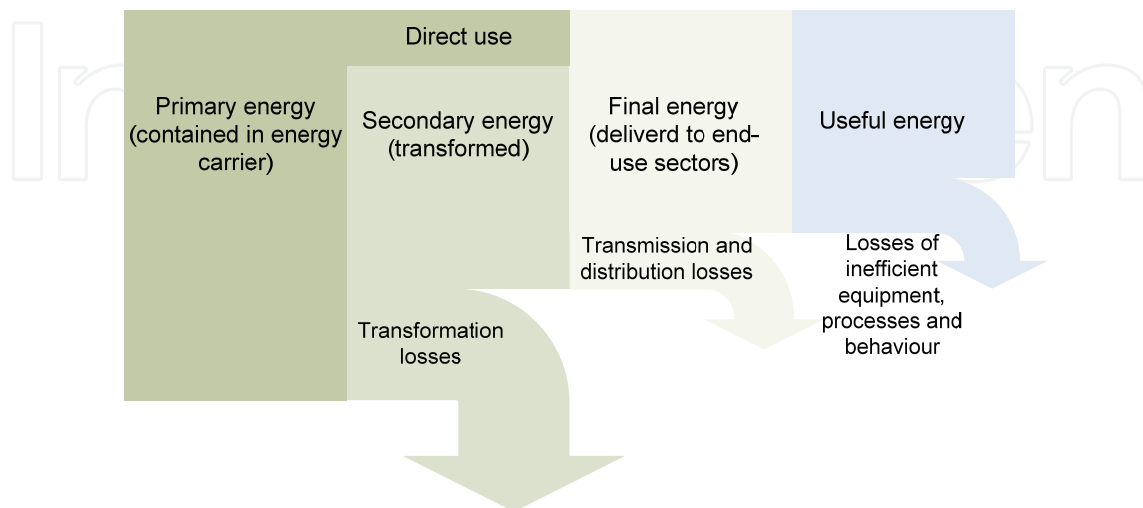 Direct use
Primary energy
(contained in energy
carrier)
Secondary energy
(transformed)
Final energy
(deliverd to end-
use sectors)
Useful energy
Transmission and
distribution losses
Losses of
inefficient
equipment,
processes and
behaviour
Transformation
losses